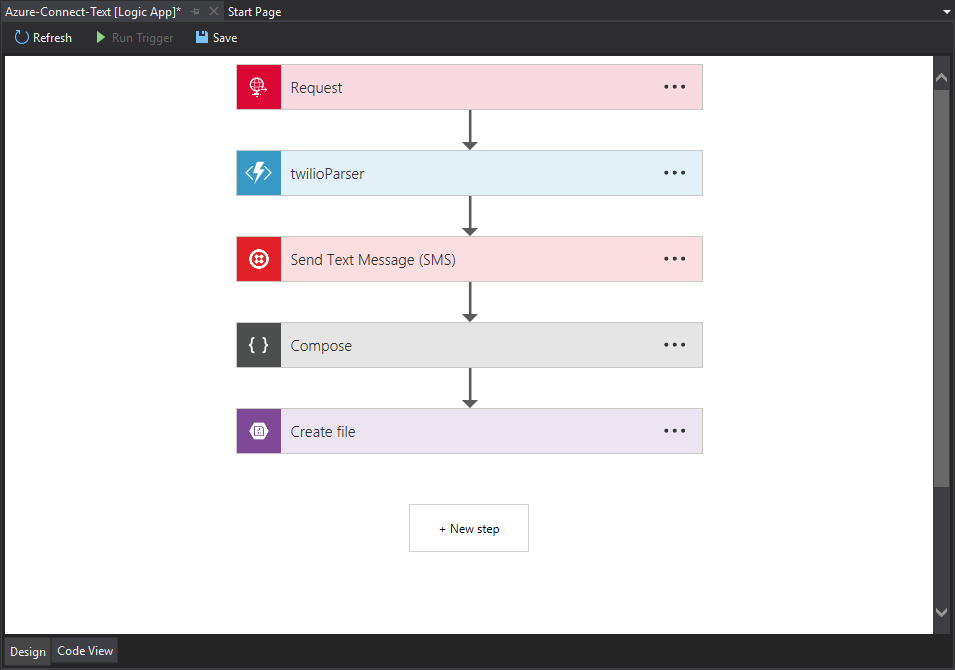 Azure-Connect-Text [Logic App]* Start Page
Refresh Run Trigger Save
Request
twilioParser
Send Text Message (SMS)
{ } Compose
Create file
+ New step
Design Code View